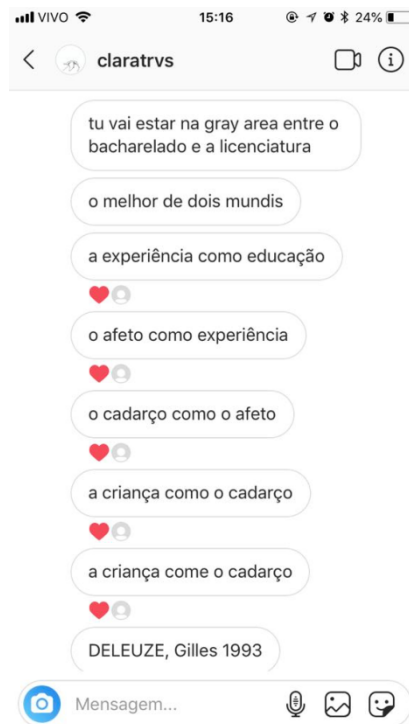 VIVO 15:16 24%
claratrvs
tu vai estar na gray area entre o
bacharelado e a licenciatura
o melhor de dois mundis
a experiência como educação
o afeto como experiência
o cadarço como o afeto
a criança como o cadarço
a criança come o cadarço
DELEUZE, Gilles 1993
Mensagem...